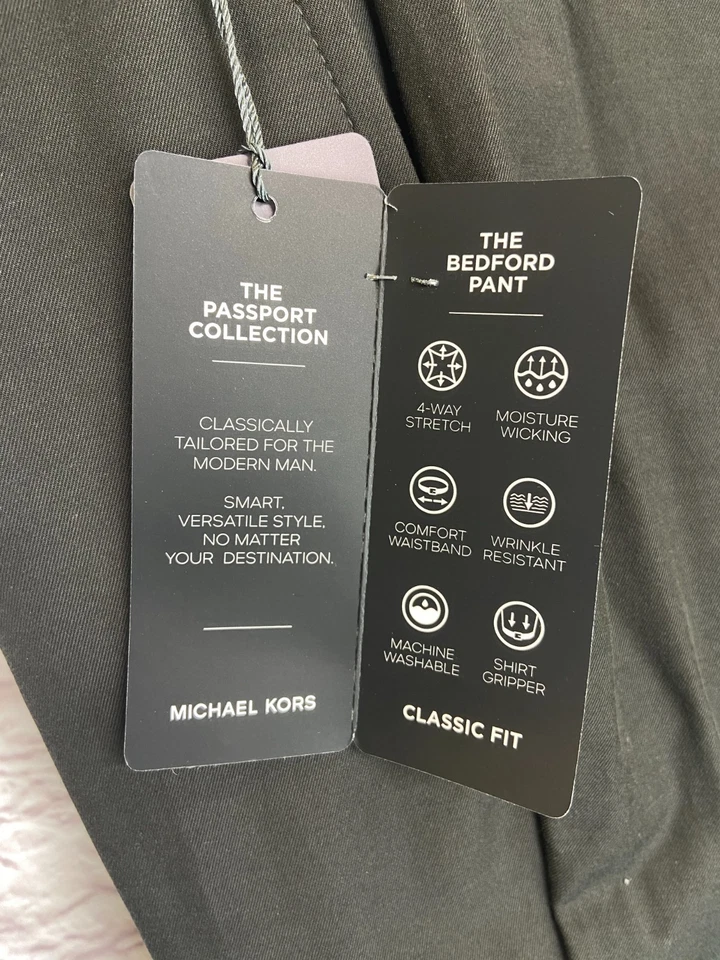 THE
PASSPORT
COLLECTION
CLASSICALLY
TAILORED FOR THE
MODERN MAN.
SMART,
VERSATILE STYLE,
NO MATTER
YOUR DESTINATION.
MICHAEL KORS
THE
BEDFORD
PANT
4-WAY
STRETCH
MOISTURE
WICKING
COMFORT
WAISTBAND
WRINKLE
RESISTANT
MACHINE
WASHABLE
SHIRT
GRIPPER
CLASSIC FIT